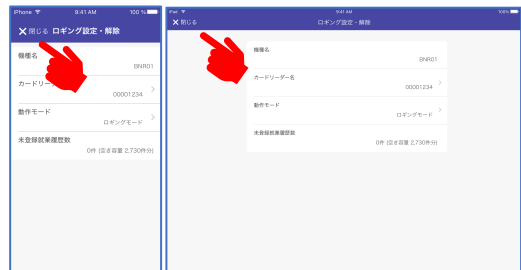 iPhone 9:41 AM 100 %
× 閉じる ロギング設定・解除
機種名
BNR01
カードリーダ
00001234
動作モード
ロギングモード
未登録就業履歴数
0件 (空き容量 2,730件分)
iPad 9:41 AM 100%
× 閉じる ロギング設定・解除
機種名
BNR01
カードリーダー名
00001234
動作モード
ロギングモード
未登録就業履歴数
0件 (空き容量 2,730件分)